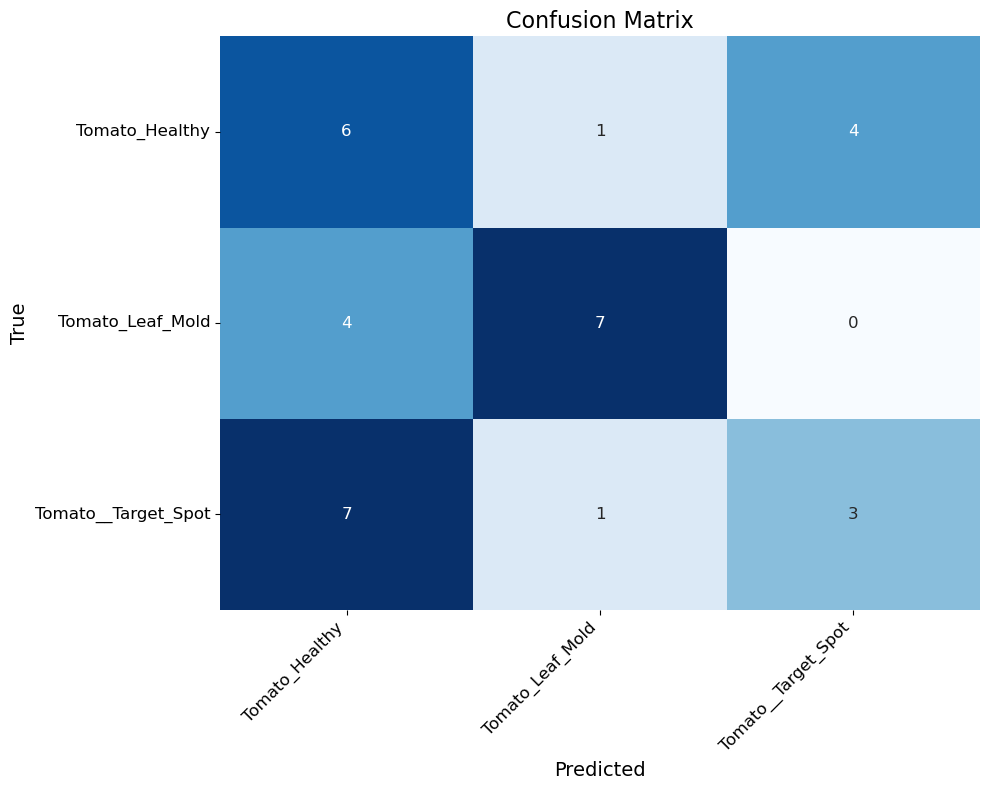 Confusion Matrix
True
Tomato_Healthy
6 1 4
Tomato_Leaf_Mold
4 7 0
Tomato__Target_Spot
7 1 3
Tomato_Healthy
Tomato_Leaf_Mold
Tomato__Target_Spot
Predicted